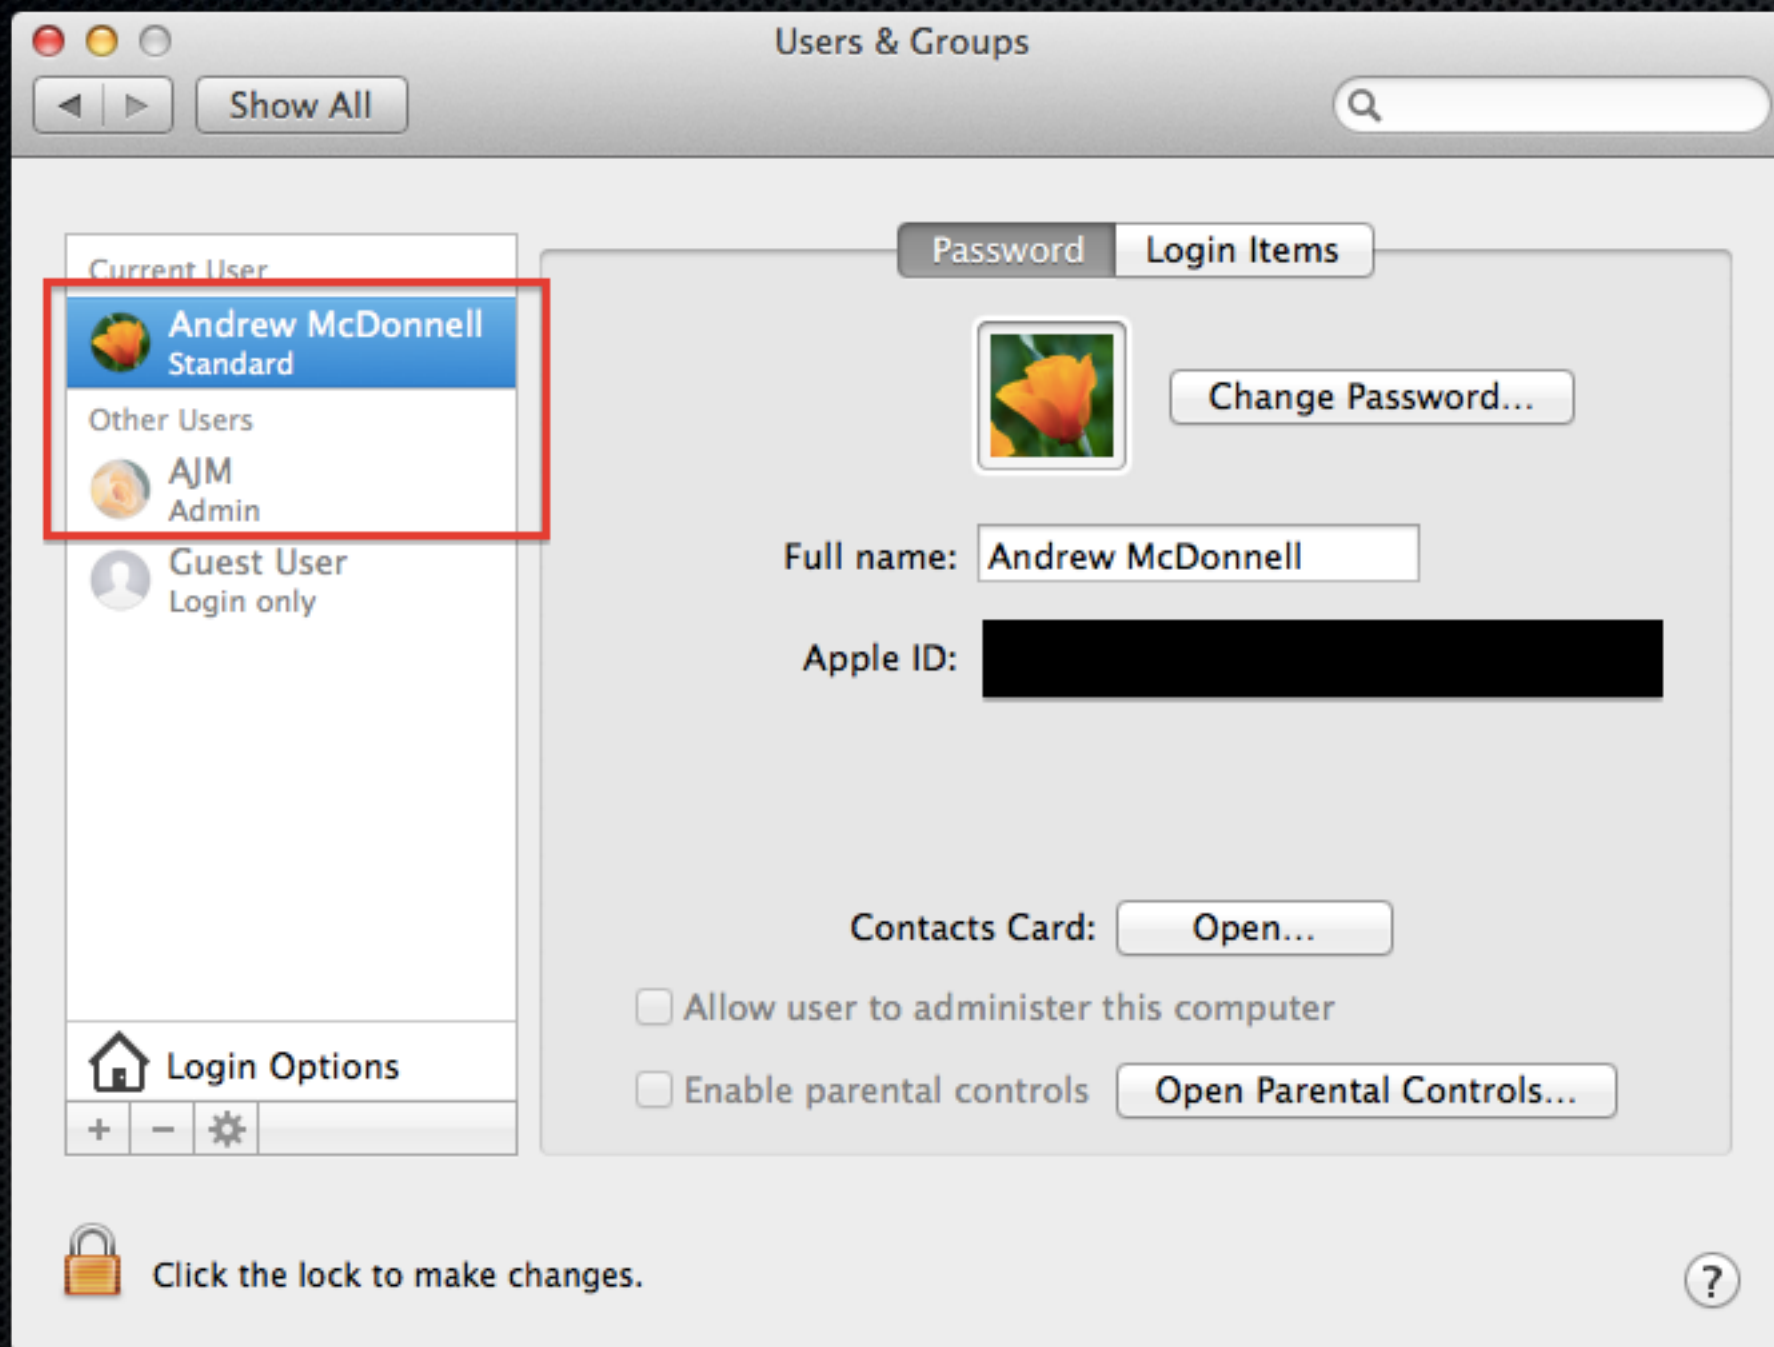 Users & Groups
Show All
Current User
Andrew McDonnell
Standard
Other Users
AJM
Admin
Guest User
Login only
Login Options
Password
Login Items
Change Password...
Full name:
Andrew McDonnell
Apple ID:
Contacts Card:
Open...
Allow user to administer this computer
Enable parental controls
Open Parental Controls...
Click the lock to make changes.
?